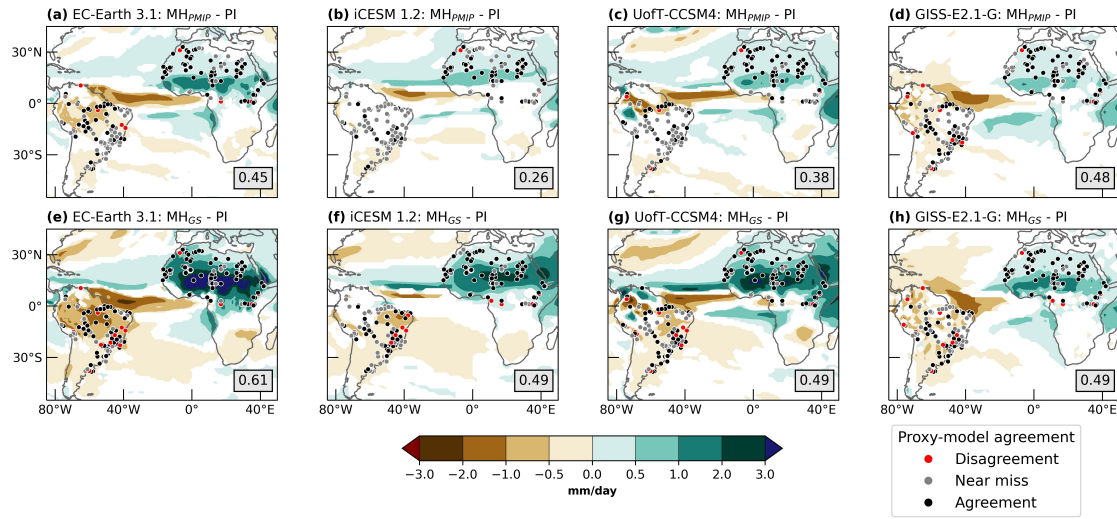 (a) EC-Earth 3.1: MH_PMIP - PI
(b) iCESM 1.2: MH_PMIP - PI
(c) UofT-CCSM4: MH_PMIP - PI
(d) GISS-E2.1-G: MH_PMIP - PI
30°N
0°
30°S
0.45
0.26
0.38
0.48
(e) EC-Earth 3.1: MH_GS - PI
(f) iCESM 1.2: MH_GS - PI
(g) UofT-CCSM4: MH_GS - PI
(h) GISS-E2.1-G: MH_GS - PI
30°N
0°
30°S
0.61
0.49
0.49
0.49
80°W 40°W 0° 40°E
80°W 40°W 0° 40°E
80°W 40°W 0° 40°E
80°W 40°W 0° 40°E
−3.0 −2.0 −1.0 −0.5 0.0 0.5 1.0 2.0 3.0
mm/day
Proxy-model agreement
Disagreement
Near miss
Agreement